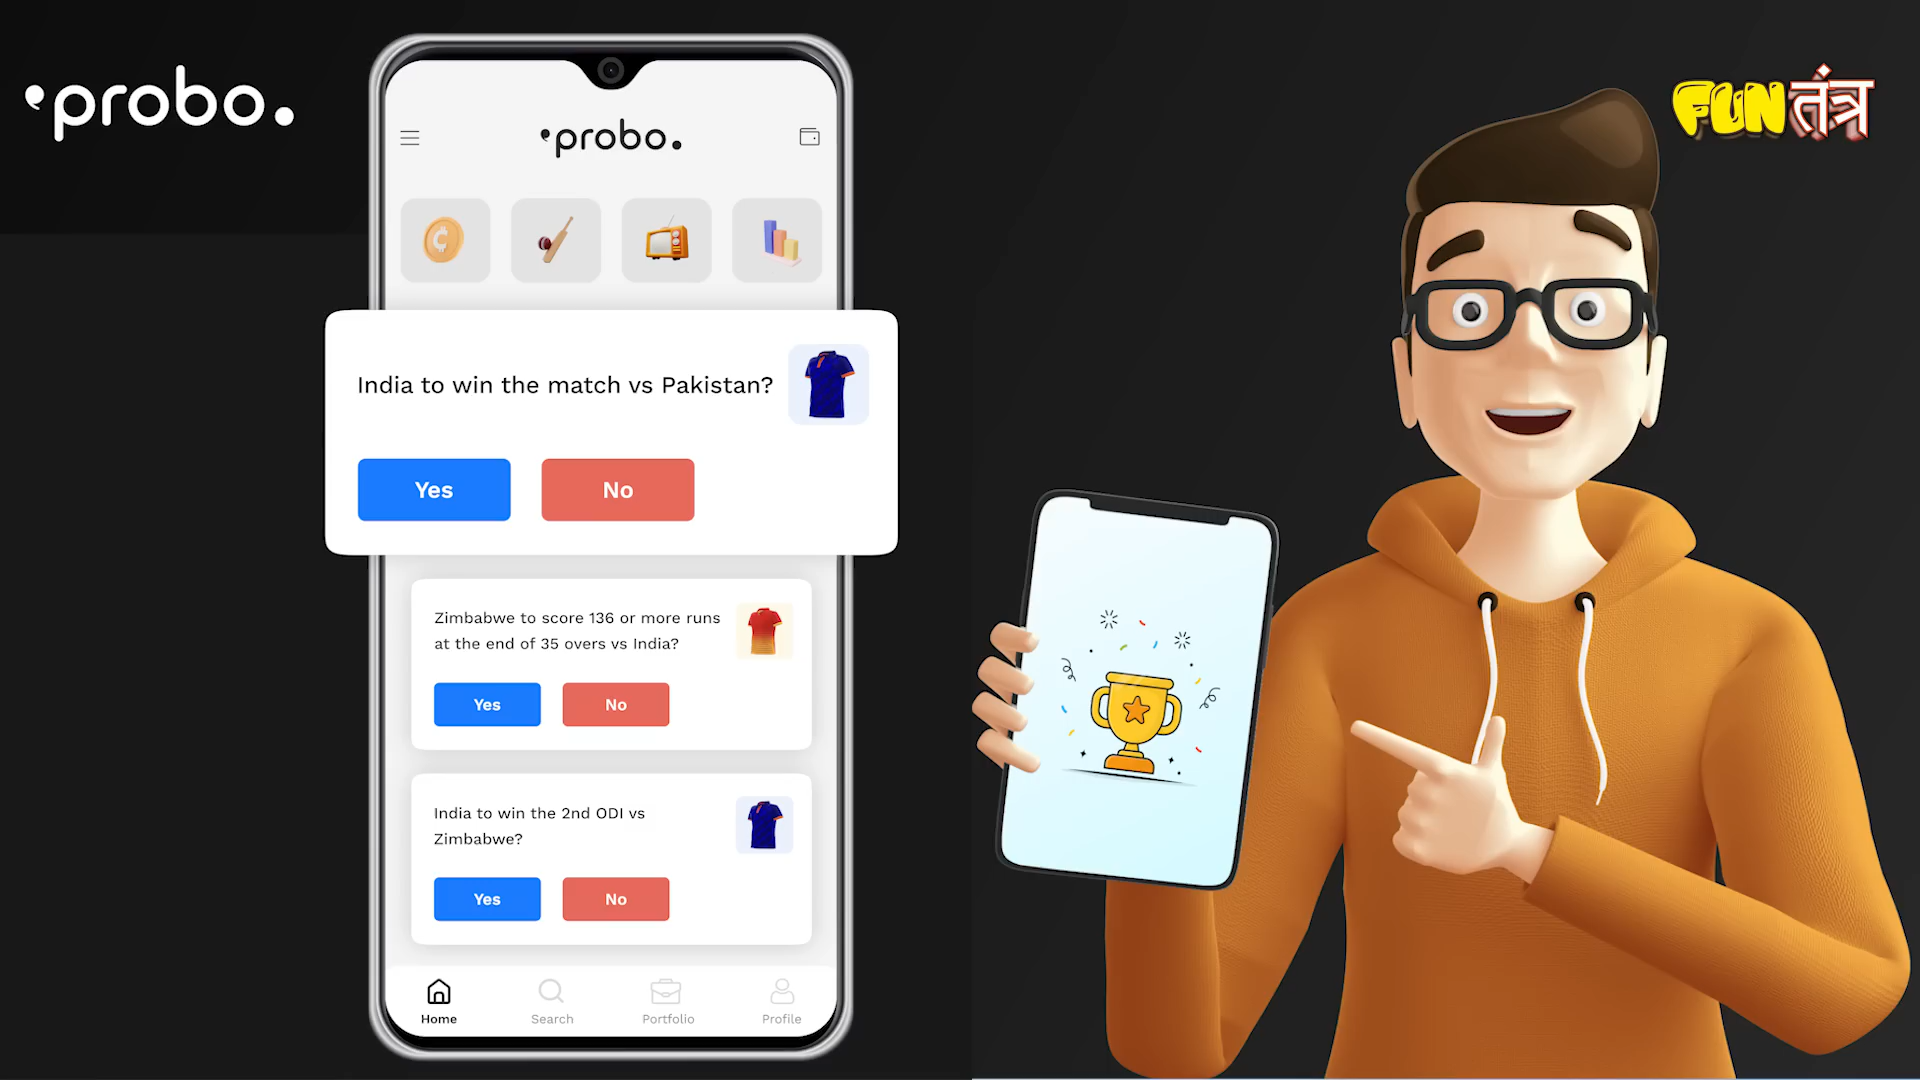 probo.
FUNतंत्र
probo.
India to win the match vs Pakistan?
Yes No
Zimbabwe to score 136 or more runs
at the end of 35 overs vs India?
Yes No
India to win the 2nd ODI vs
Zimbabwe?
Yes No
Home Search Portfolio Profile